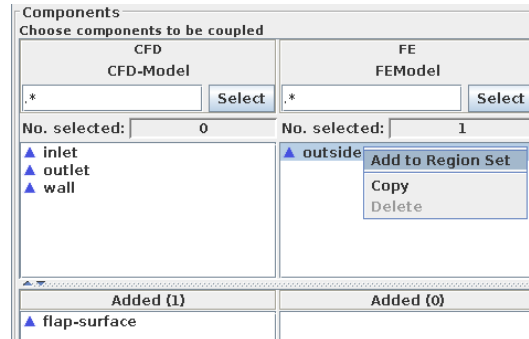 Components
Choose components to be coupled
CFD FE
CFD-Model FEModel
.* Select .* Select
No. selected: 0 No. selected: 1
inlet outside Add to Region Set
outlet Copy
wall Delete
Added (1) Added (0)
flap-surface